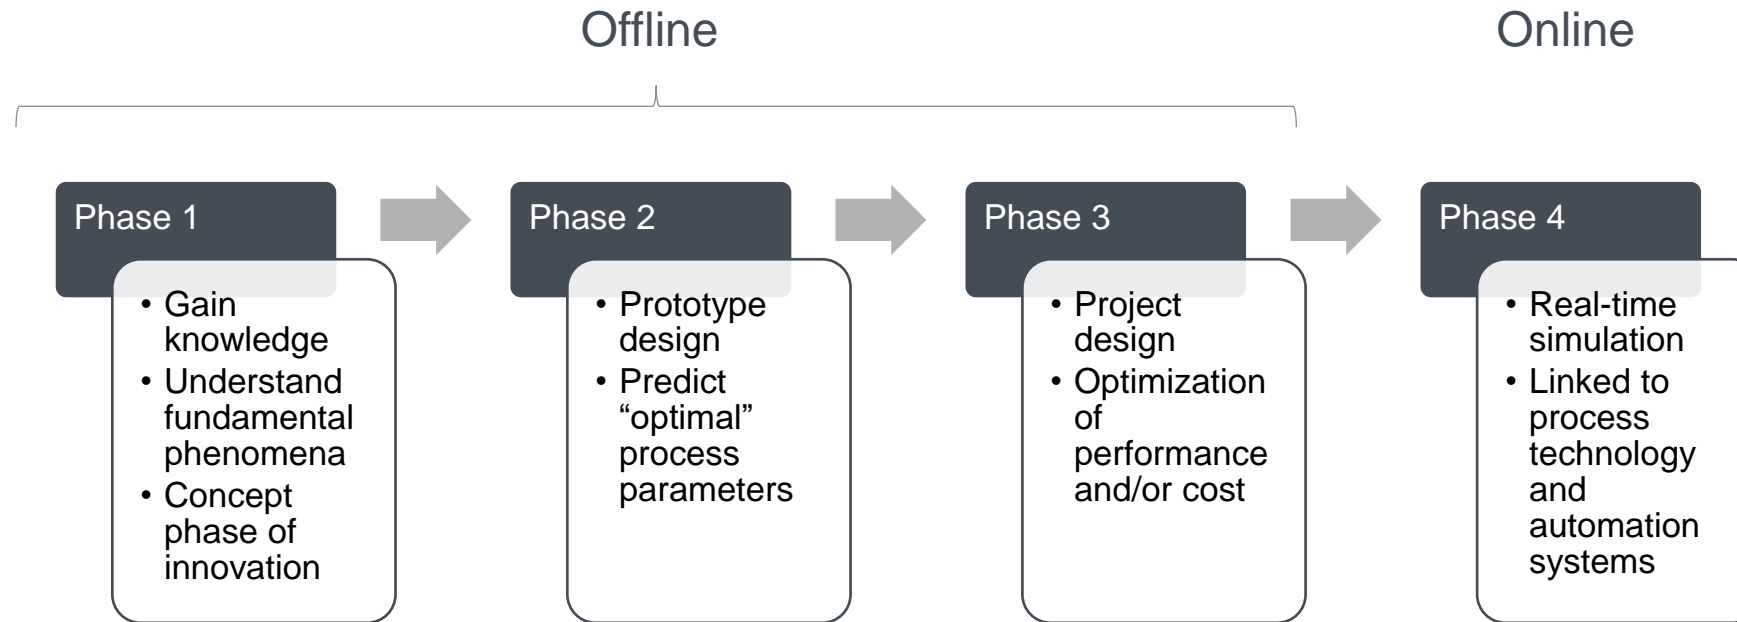 Offline
Online
Phase 1
• Gain
knowledge
• Understand
fundamental
phenomena
• Concept
phase of
innovation
Phase 2
• Prototype
design
• Predict
“optimal”
process
parameters
Phase 3
• Project
design
• Optimization
of
performance
and/or cost
Phase 4
• Real-time
simulation
• Linked to
process
technology
and
automation
systems